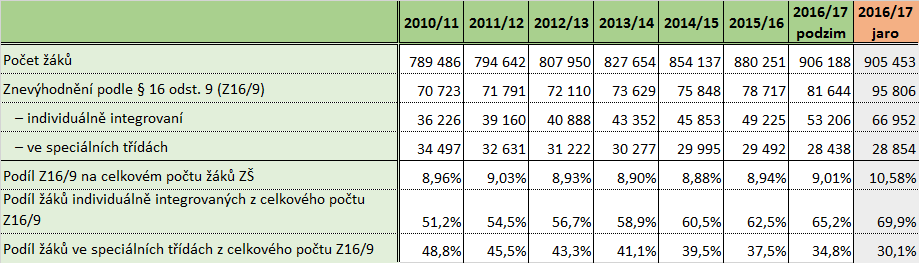 2010/11 2011/12 2012/13 2013/14 2014/15 2015/16 2016/17 podzim 2016/17 jaro
Počet žáků 789 486 794 642 807 950 827 654 854 137 880 251 906 188 905 453
Znevýhodnění podle § 16 odst. 9 (Z16/9) 70 723 71 791 72 110 73 629 75 848 78 717 81 644 95 806
– individuálně integrovaní 36 226 39 160 40 888 43 352 45 853 49 225 53 206 66 952
– ve speciálních třídách 34 497 32 631 31 222 30 277 29 995 29 492 28 438 28 854
Podíl Z16/9 na celkovém počtu žáků ZŠ 8,96% 9,03% 8,93% 8,90% 8,88% 8,94% 9,01% 10,58%
Podíl žáků individuálně integrovaných z celkového počtu
Z16/9 51,2% 54,5% 56,7% 58,9% 60,5% 62,5% 65,2% 69,9%
Podíl žáků ve speciálních třídách z celkového počtu Z16/9 48,8% 45,5% 43,3% 41,1% 39,5% 37,5% 34,8% 30,1%